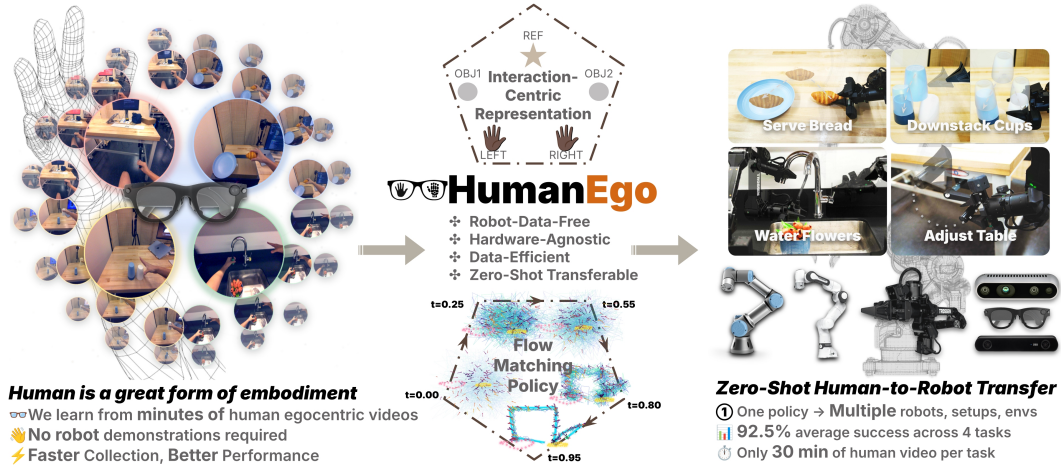 REF
OBJ1
OBJ2
Interaction-
Centric
Representation
LEFT
RIGHT
HumanEgo
Robot-Data-Free
Hardware-Agnostic
Data-Efficient
Zero-Shot Transferable
t=0.25
t=0.55
Flow
Matching
Policy
t=0.00
t=0.80
t=0.95
Human is a great form of embodiment
We learn from minutes of human egocentric videos
No robot demonstrations required
Faster Collection, Better Performance
Serve Bread
Downstack Cups
Water Flowers
Adjust Table
Zero-Shot Human-to-Robot Transfer
1 One policy → Multiple robots, setups, envs
92.5% average success across 4 tasks
Only 30 min of human video per task